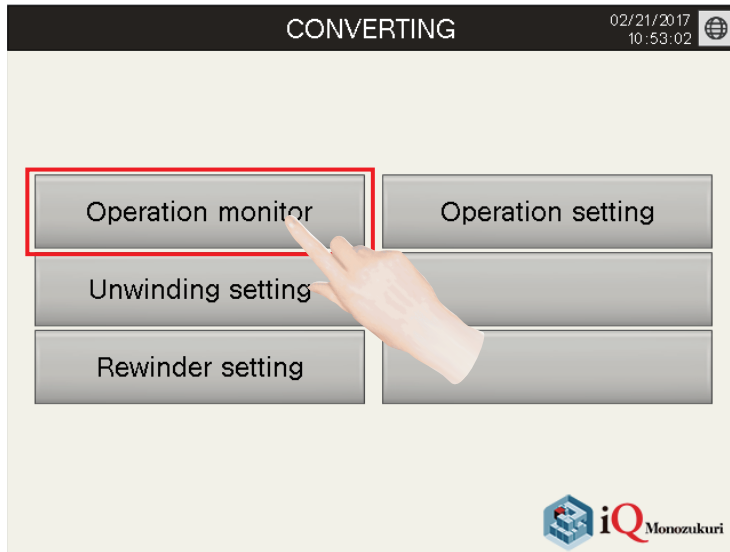 CONVERTING
02/21/2017
10:53:02
Operation monitor
Operation setting
Unwinding setting
Rewinder setting
iQ Monozukuri